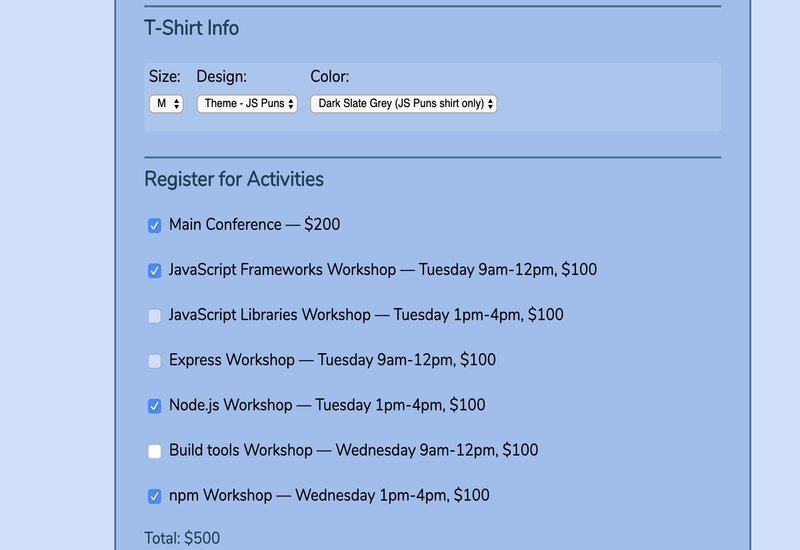 T-Shirt Info
Size: Design: Color:
M Theme - JS Puns Dark Slate Grey (JS Puns shirt only)
Register for Activities
Main Conference — $200
JavaScript Frameworks Workshop — Tuesday 9am-12pm, $100
JavaScript Libraries Workshop — Tuesday 1pm-4pm, $100
Express Workshop — Tuesday 9am-12pm, $100
Node.js Workshop — Tuesday 1pm-4pm, $100
Build tools Workshop — Wednesday 9am-12pm, $100
npm Workshop — Wednesday 1pm-4pm, $100
Total: $500